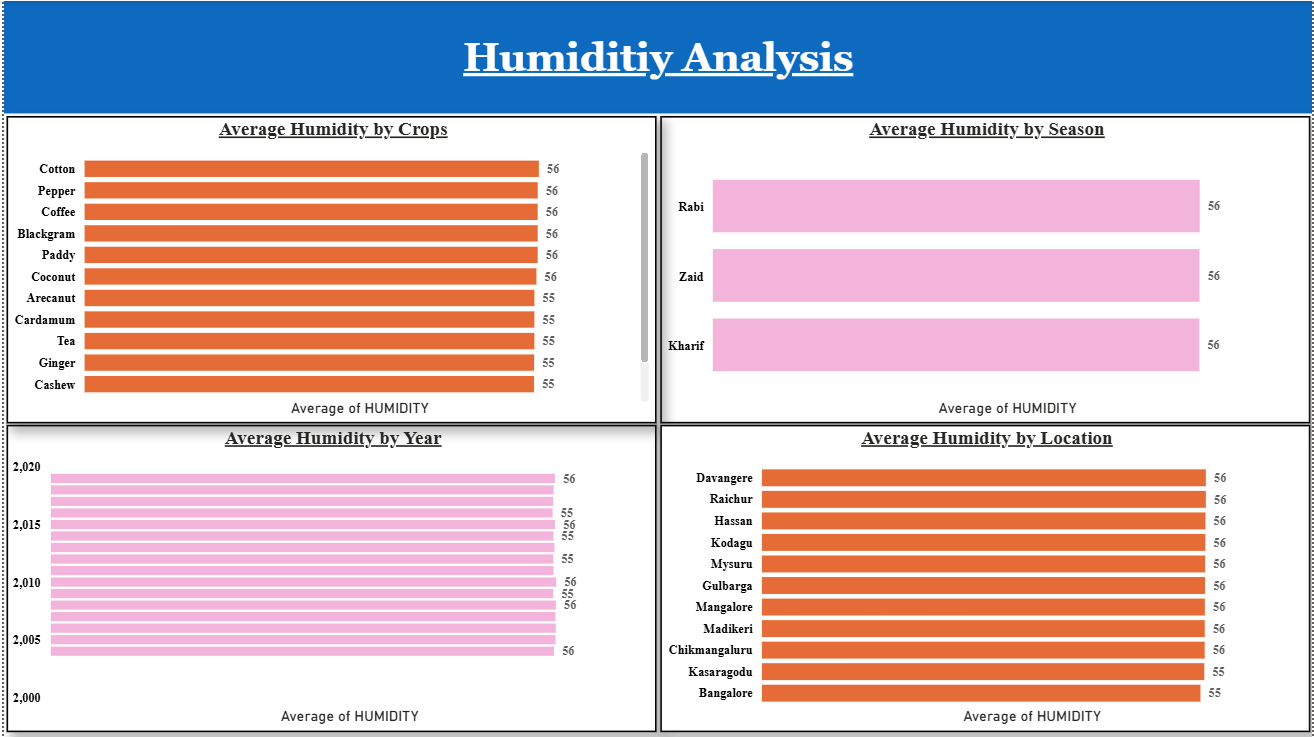 Humiditiy Analysis
Average Humidity by Crops
Cotton 56
Pepper 56
Coffee 56
Blackgram 56
Paddy 56
Coconut 56
Arecanut 55
Cardamum 55
Tea 55
Ginger 55
Cashew 55
Average of HUMIDITY
Average Humidity by Season
Rabi 56
Zaid 56
Kharif 56
Average of HUMIDITY
Average Humidity by Year
2,020
56
55
2,015 56
55
55
2,010 56
55
56
2,005
56
2,000
Average of HUMIDITY
Average Humidity by Location
Davangere 56
Raichur 56
Hassan 56
Kodagu 56
Mysuru 56
Gulbarga 56
Mangalore 56
Madikeri 56
Chikmangaluru 56
Kasaragodu 55
Bangalore 55
Average of HUMIDITY